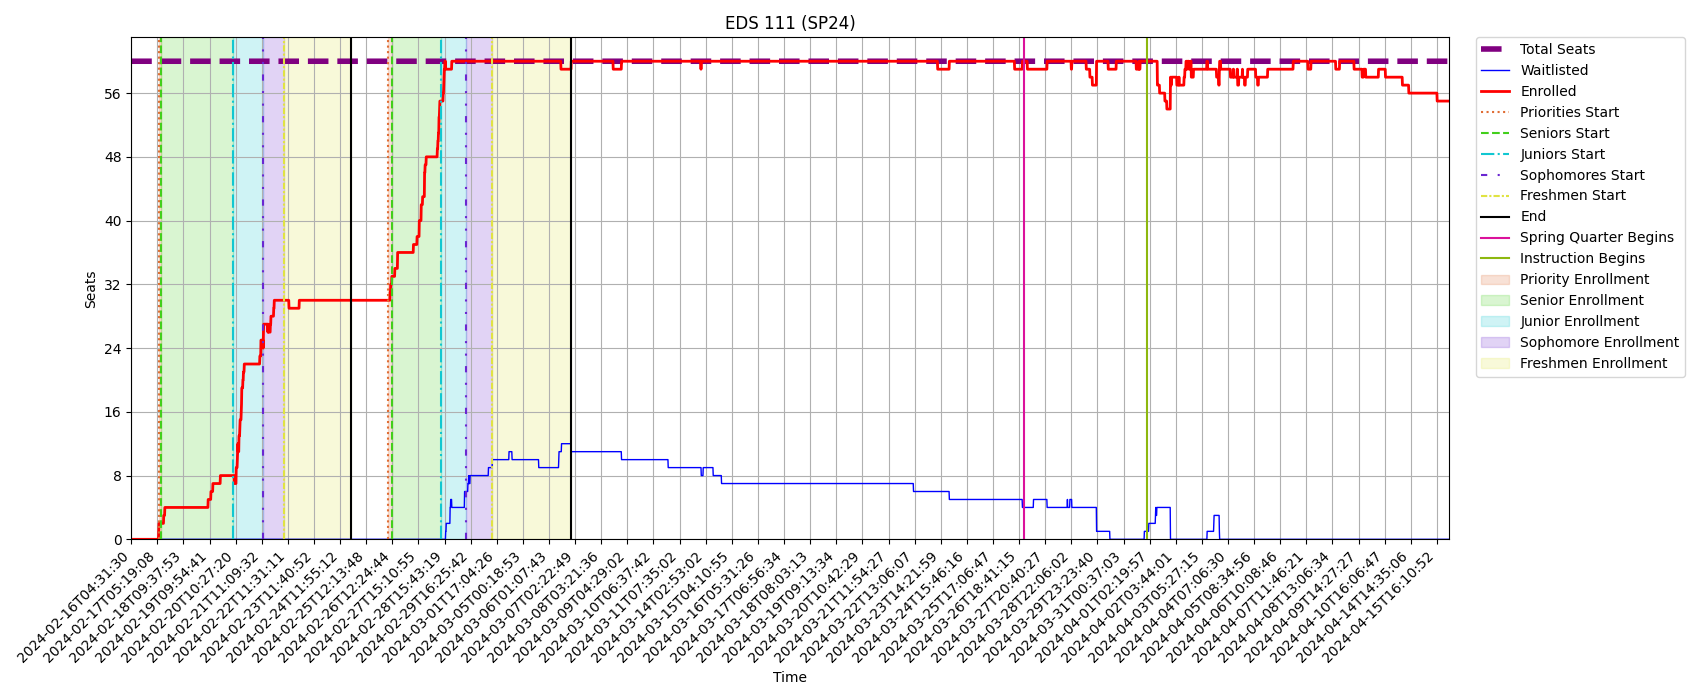 EDS 111 (SP24)
Seats
56
48
40
32
24
16
8
0
2024-02-16T04:31:30
2024-02-17T05:19:08
2024-02-18T09:37:53
2024-02-19T09:54:41
2024-02-20T10:27:20
2024-02-21T11:09:32
2024-02-22T11:31:11
2024-02-23T11:40:52
2024-02-24T11:55:12
2024-02-25T12:13:48
2024-02-26T12:24:44
2024-02-27T15:10:55
2024-02-28T15:43:19
2024-02-29T16:25:42
2024-03-01T17:04:26
2024-03-05T00:18:53
2024-03-06T01:07:43
2024-03-07T02:22:49
2024-03-08T03:21:36
2024-03-09T04:29:02
2024-03-10T06:37:42
2024-03-11T07:35:02
2024-03-14T02:53:02
2024-03-15T04:10:55
2024-03-16T05:31:26
2024-03-17T06:56:34
2024-03-18T08:03:13
2024-03-19T09:13:34
2024-03-20T10:42:29
2024-03-21T11:54:27
2024-03-22T13:06:07
2024-03-23T14:21:59
2024-03-24T15:46:16
2024-03-25T17:06:47
2024-03-26T18:41:15
2024-03-27T20:40:27
2024-03-28T22:06:02
2024-03-29T23:23:40
2024-03-31T00:37:03
2024-04-01T02:19:57
2024-04-02T03:44:01
2024-04-03T05:27:15
2024-04-04T07:06:30
2024-04-05T08:34:56
2024-04-06T10:08:46
2024-04-07T11:46:21
2024-04-08T13:06:34
2024-04-09T14:27:27
2024-04-10T16:06:47
2024-04-14T14:35:06
2024-04-15T16:10:52
Time
Total Seats
Waitlisted
Enrolled
Priorities Start
Seniors Start
Juniors Start
Sophomores Start
Freshmen Start
End
Spring Quarter Begins
Instruction Begins
Priority Enrollment
Senior Enrollment
Junior Enrollment
Sophomore Enrollment
Freshmen Enrollment